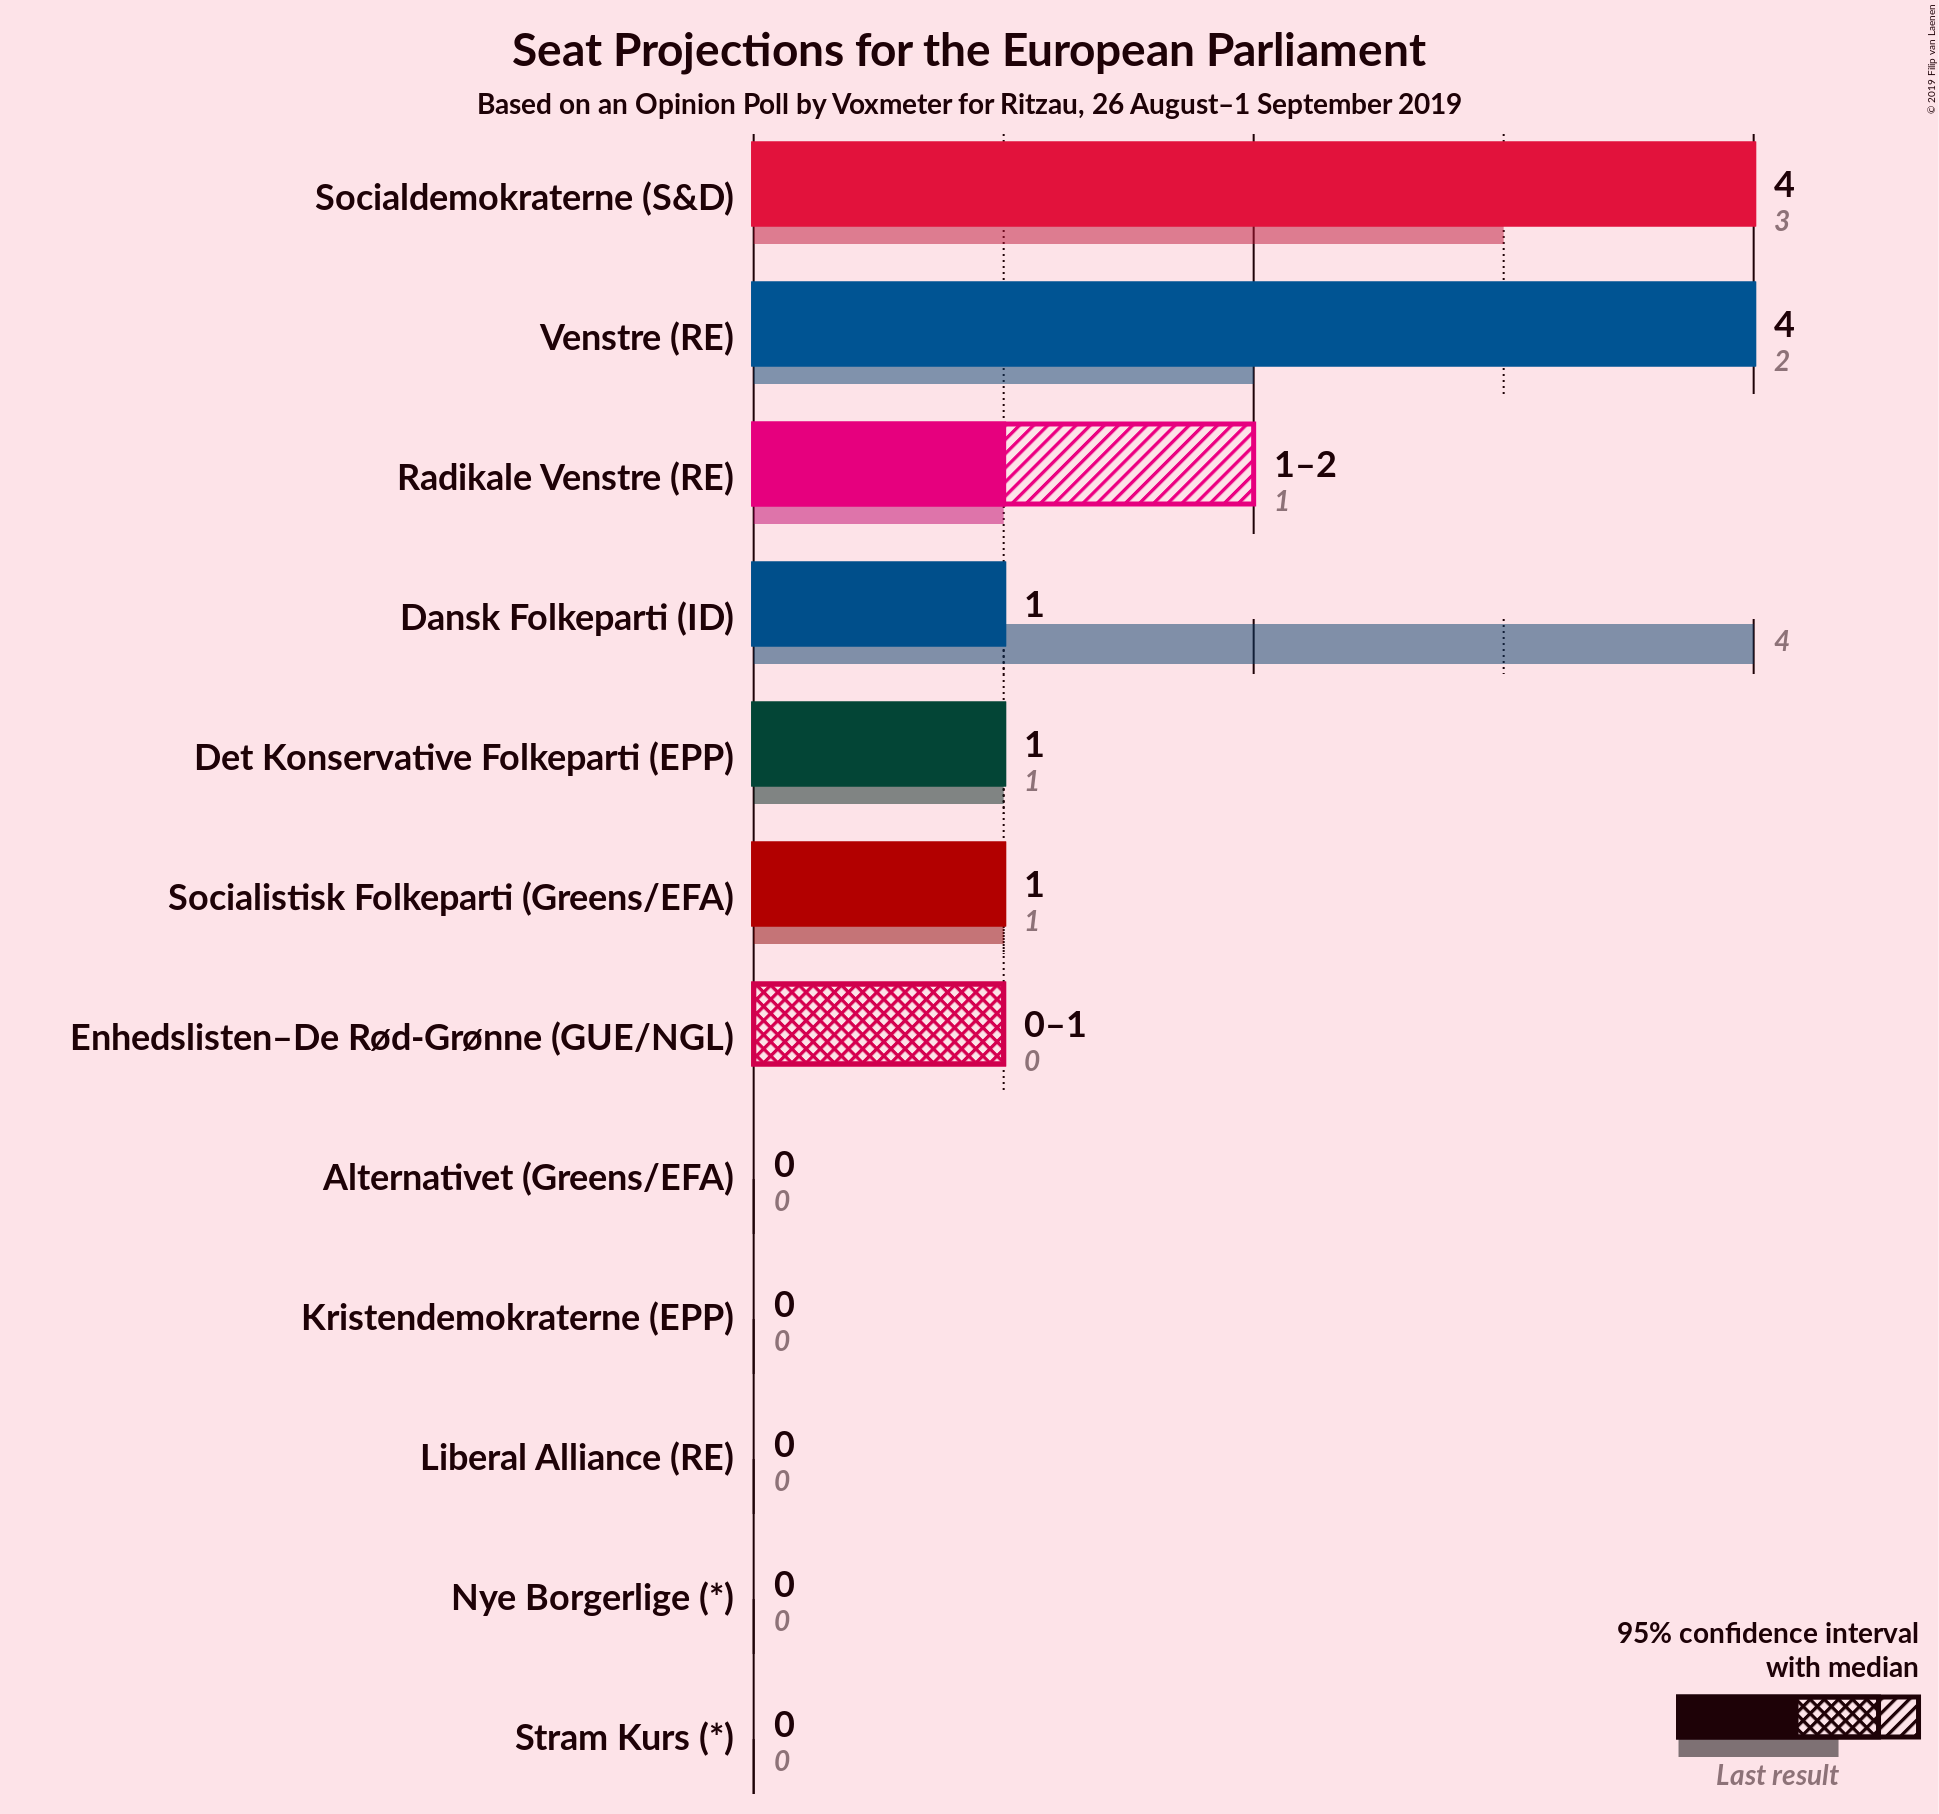 Seat Projections for the European Parliament
Based on an Opinion Poll by Voxmeter for Ritzau, 26 August–1 September 2019
© 2019 Filip van Laenen
Socialdemokraterne (S&D)
4
3
Venstre (RE)
4
2
Radikale Venstre (RE)
1–2
1
Dansk Folkeparti (ID)
1
4
Det Konservative Folkeparti (EPP)
1
1
Socialistisk Folkeparti (Greens/EFA)
1
1
Enhedslisten–De Rød-Grønne (GUE/NGL)
0–1
0
Alternativet (Greens/EFA)
0
0
Kristendemokraterne (EPP)
0
0
Liberal Alliance (RE)
0
0
Nye Borgerlige (*)
0
0
Stram Kurs (*)
0
0
95% confidence interval
with median
Last result